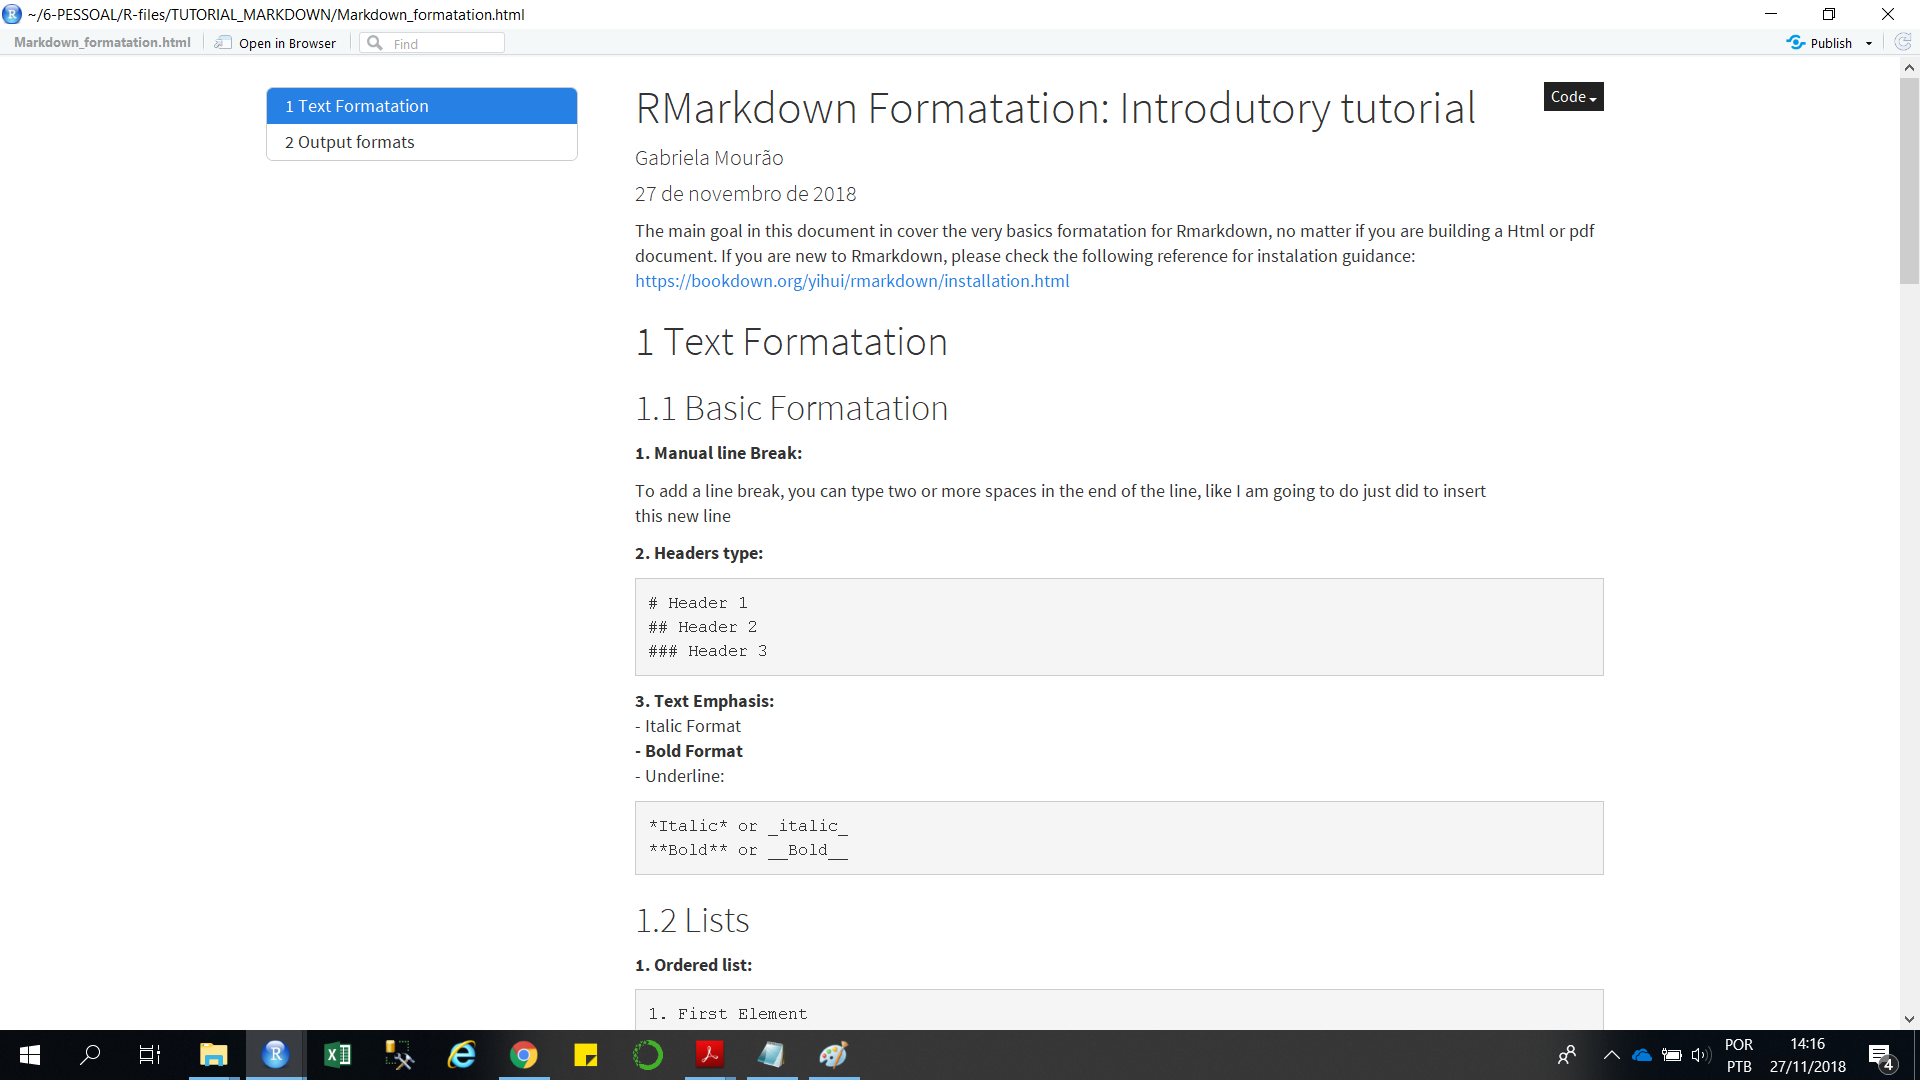 ~/6-PESSOAL/R-files/TUTORIAL_MARKDOWN/Markdown_formatation.html
Markdown_formatation.html
Open in Browser
Find
Publish
1 Text Formatation
2 Output formats
RMarkdown Formatation: Introdutory tutorial
Code
Gabriela Mourão
27 de novembro de 2018
The main goal in this document in cover the very basics formatation for Rmarkdown, no matter if you are building a Html or pdf
document. If you are new to Rmarkdown, please check the following reference for instalation guidance:
https://bookdown.org/yihui/rmarkdown/installation.html
1 Text Formatation
1.1 Basic Formatation
1. Manual line Break:
To add a line break, you can type two or more spaces in the end of the line, like I am going to do just did to insert
this new line
2. Headers type:
# Header 1
## Header 2
### Header 3
3. Text Emphasis:
- Italic Format
- Bold Format
- Underline:
*Italic* or _italic_
**Bold** or __Bold__
1.2 Lists
1. Ordered list:
1. First Element
POR
PTB
14:16
27/11/2018
4